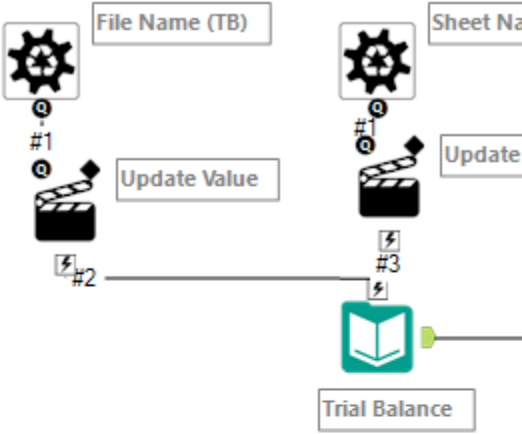 File Name (TB)
Sheet Na
Q
Q
#1
#1
Q
Q
Update Value
Update
#2
#3
Trial Balance